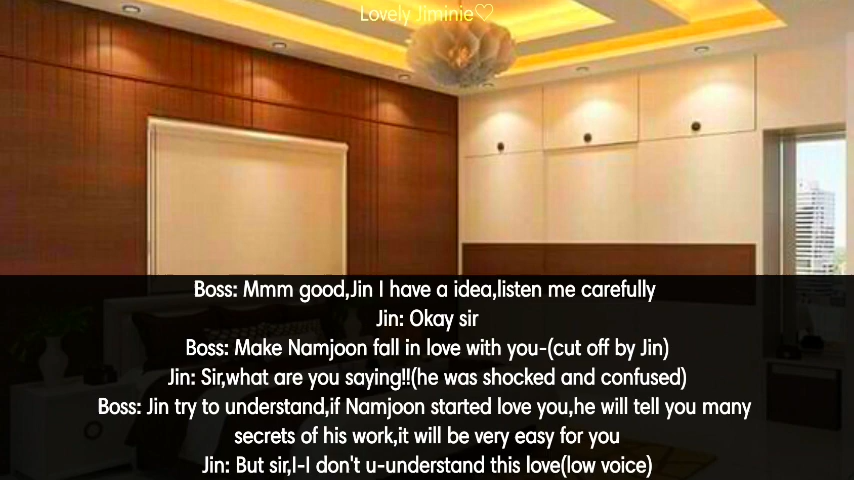 Lovely Jiminie♡
Boss: Mmm good,Jin I have a idea,listen me carefully
Jin: Okay sir
Boss: Make Namjoon fall in love with you-(cut off by Jin)
Jin: Sir,what are you saying!!(he was shocked and confused)
Boss: Jin try to understand,if Namjoon started love you,he will tell you many
secrets of his work,it will be very easy for you
Jin: But sir,I-I don't u-understand this love(low voice)